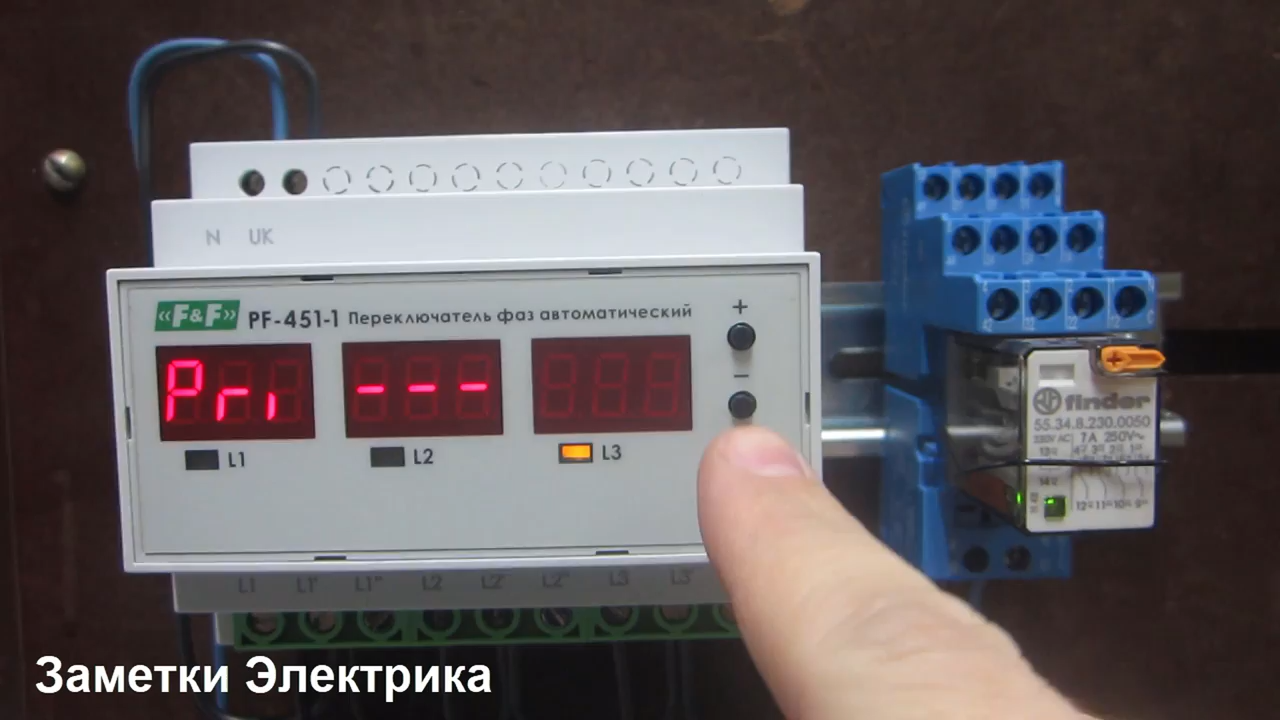 N UK
«F&F» PF-451-1 Переключатель фаз автоматический
+
Pri
---
−
L1
L2
L3
L1 L1' L1" L2 L2' L2" L3 L3'
finder
55.34.8.230.0050
230V AC 7A 250V~
Заметки Электрика